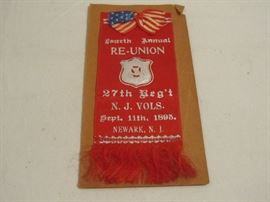 Fourth Annual
RE-UNION
27th Reg't
N. J. VOLS.
Sept. 11th, 1895.
NEWARK, N. J.